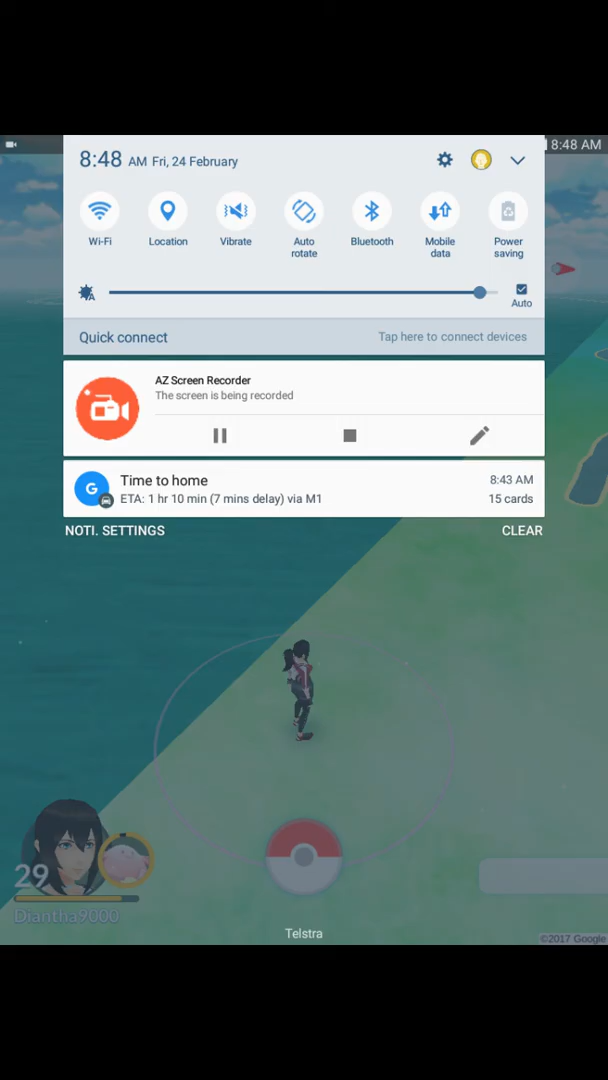 8:48 AM
8:48 AM Fri, 24 February
Wi-Fi
Location
Vibrate
Auto
rotate
Bluetooth
Mobile
data
Power
saving
A
Auto
Quick connect
Tap here to connect devices
AZ Screen Recorder
The screen is being recorded
G
Time to home
8:43 AM
ETA: 1 hr 10 min (7 mins delay) via M1
15 cards
NOTI. SETTINGS
CLEAR
29
Diantha9000
Telstra
©2017 Google